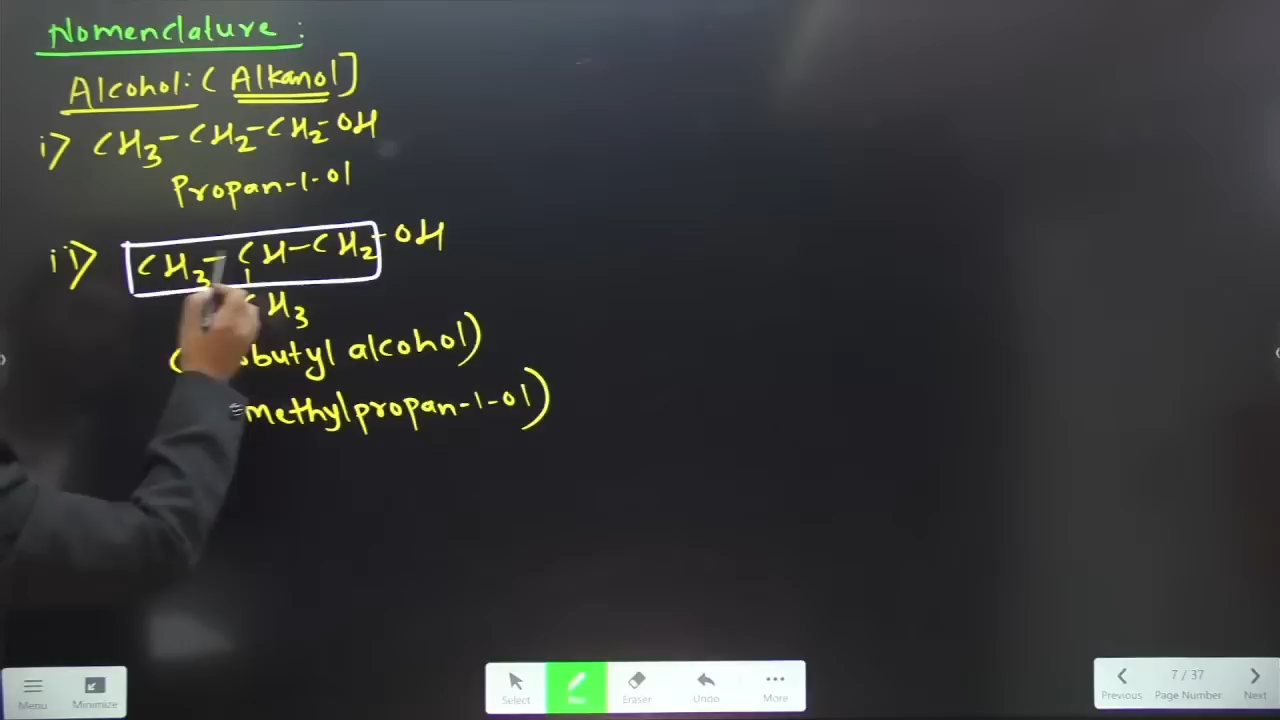 Nomenclature :
Alcohol: (Alkanol]
i) CH3-CH2-CH2-OH
Propan-1-ol
ii) CH3-CH-CH2-OH
CH3
alcohol)
methylpropan-1-ol)
Menu
Minimize
Select
Eraser
Undo
More
Previous
7 / 37
Page Number
Next